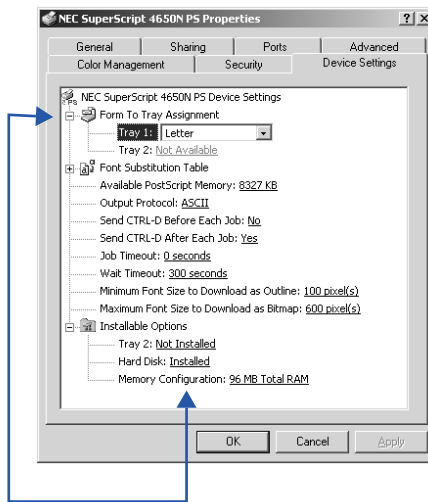 NEC SuperScript 4650N PS Properties
General Sharing Ports Advanced
Color Management Security Device Settings
NEC SuperScript 4650N PS Device Settings
Form To Tray Assignment
Tray 1: Letter
Tray 2: Not Available
Font Substitution Table
Available PostScript Memory: 8327 KB
Output Protocol: ASCII
Send CTRL-D Before Each Job: No
Send CTRL-D After Each Job: Yes
Job Timeout: 0 seconds
Wait Timeout: 300 seconds
Minimum Font Size to Download as Outline: 100 pixel(s)
Maximum Font Size to Download as Bitmap: 600 pixel(s)
Installable Options
Tray 2: Not Installed
Hard Disk: Installed
Memory Configuration: 96 MB Total RAM
OK Cancel Apply